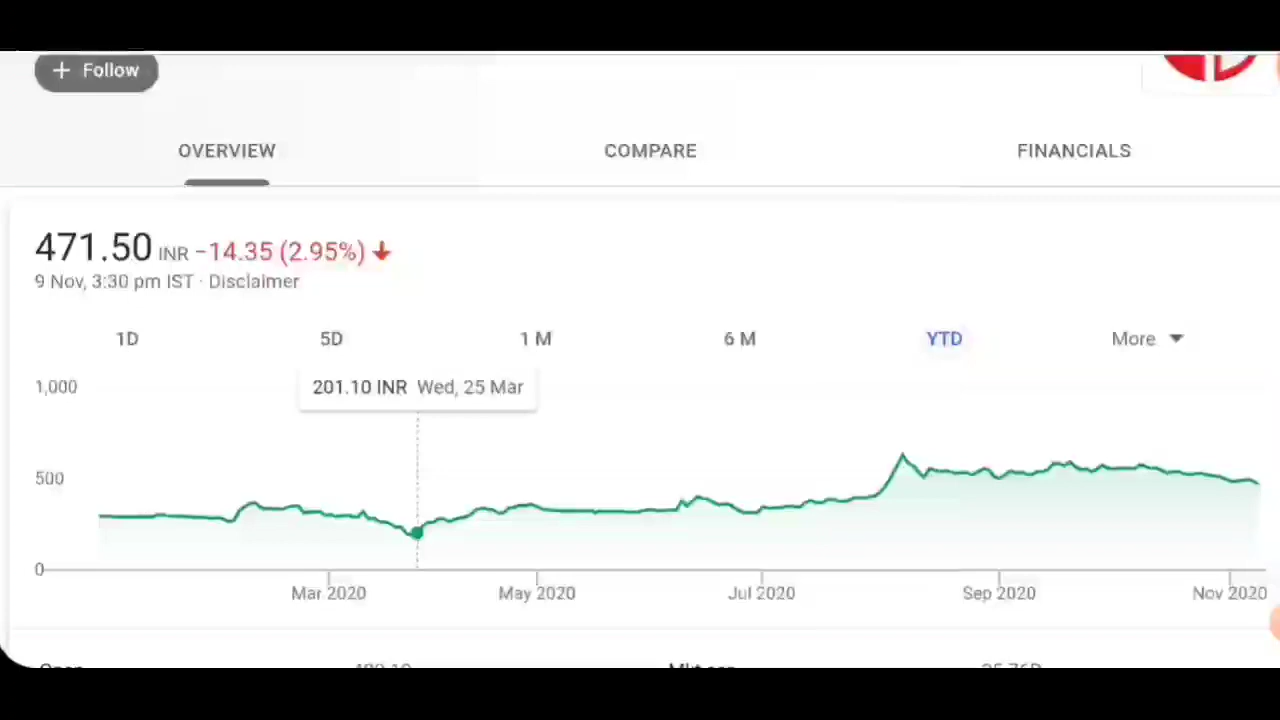 + Follow
OVERVIEW COMPARE FINANCIALS
471.50 INR −14.35 (2.95%) ↓
9 Nov, 3:30 pm IST · Disclaimer
1D 5D 1 M 6 M YTD More
201.10 INR Wed, 25 Mar
1,000
500
0
Mar 2020 May 2020 Jul 2020 Sep 2020 Nov 2020